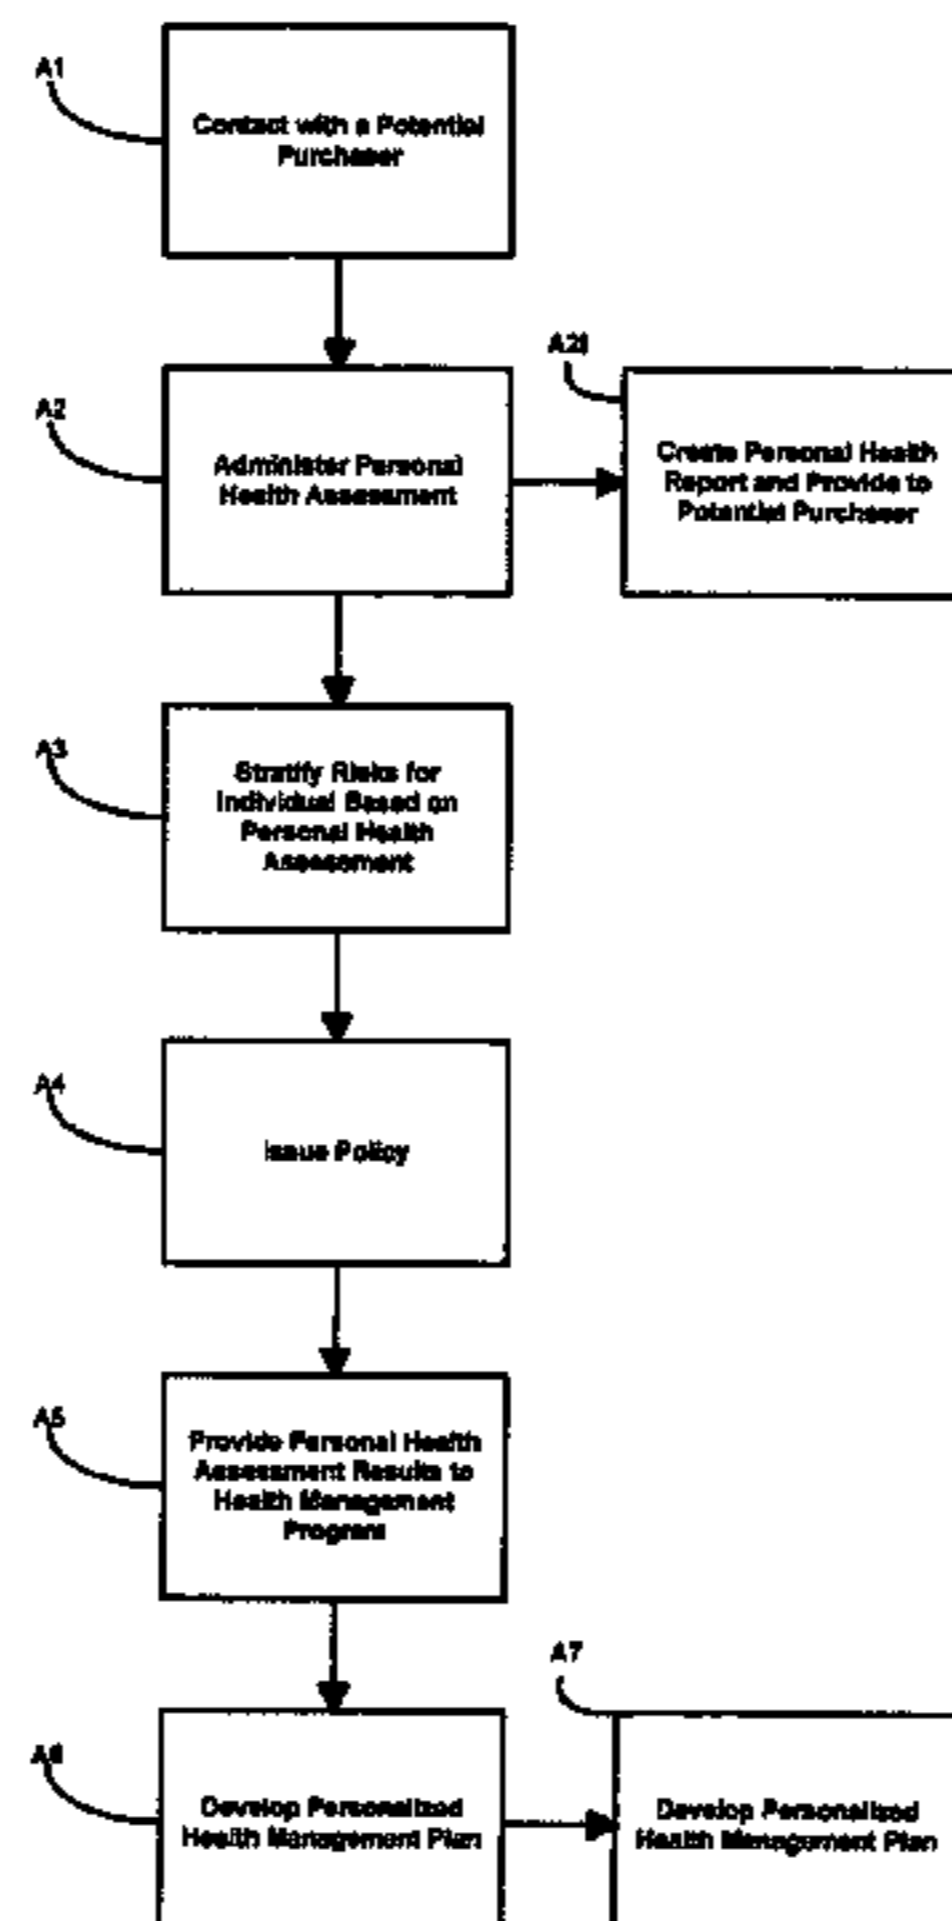 A1
Contact with a Potential
Purchaser
A2
Administer Personal
Health Assessment
A2i
Create Personal Health
Report and Provide to
Potential Purchaser
A3
Stratify Risks for
Individual Based on
Personal Health
Assessment
A4
Issue Policy
A5
Provide Personal Health
Assessment Results to
Health Management
Program
A6
Develop Personalized
Health Management Plan
A7
Develop Personalized
Health Management Plan